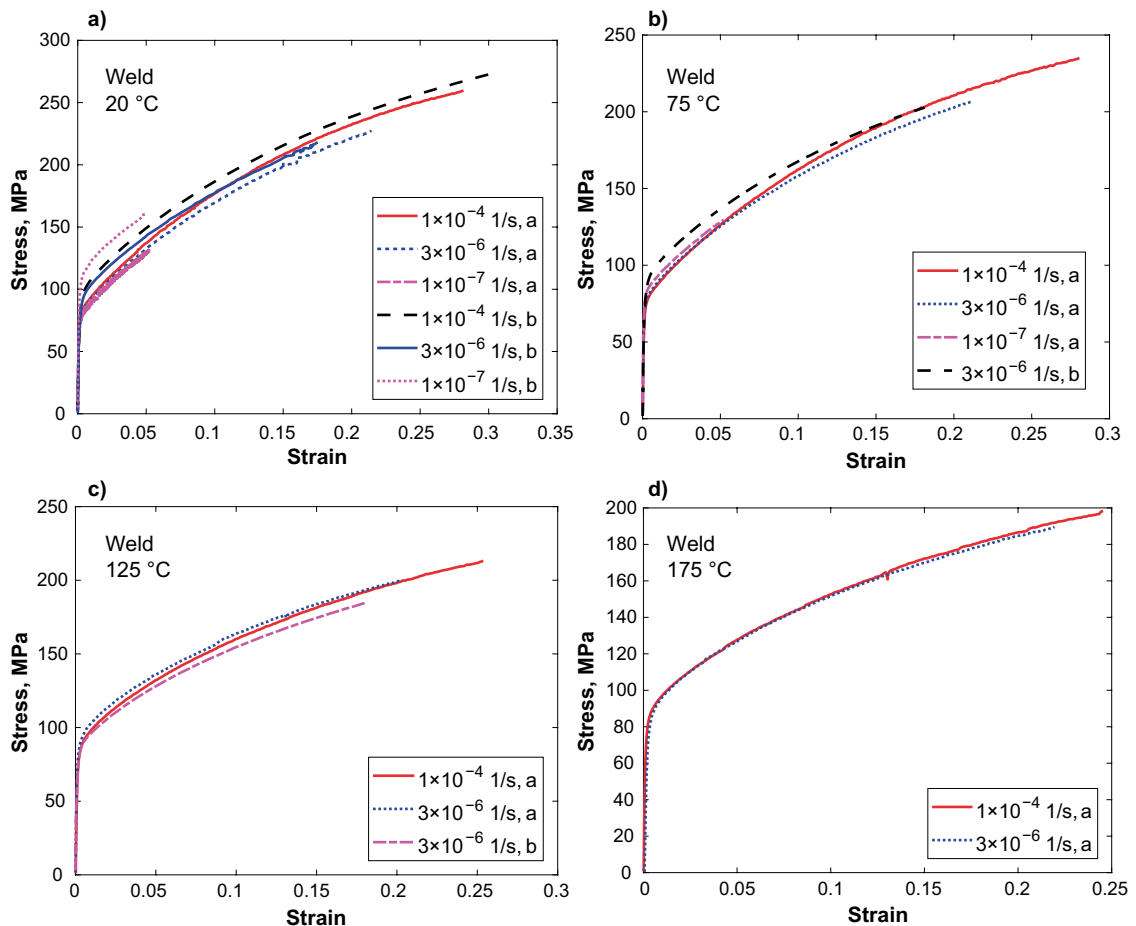 a)
300
250
200
150
100
50
0
Stress, MPa
Weld
20 °C
1×10⁻⁴ 1/s, a
3×10⁻⁶ 1/s, a
1×10⁻⁷ 1/s, a
1×10⁻⁴ 1/s, b
3×10⁻⁶ 1/s, b
1×10⁻⁷ 1/s, b
0 0.05 0.1 0.15 0.2 0.25 0.3 0.35
Strain
b)
250
200
150
100
50
0
Stress, MPa
Weld
75 °C
1×10⁻⁴ 1/s, a
3×10⁻⁶ 1/s, a
1×10⁻⁷ 1/s, a
3×10⁻⁶ 1/s, b
0 0.05 0.1 0.15 0.2 0.25 0.3
Strain
c)
250
200
150
100
50
0
Stress, MPa
Weld
125 °C
1×10⁻⁴ 1/s, a
3×10⁻⁶ 1/s, a
3×10⁻⁶ 1/s, b
0 0.05 0.1 0.15 0.2 0.25 0.3
Strain
d)
200
180
160
140
120
100
80
60
40
20
0
Stress, MPa
Weld
175 °C
1×10⁻⁴ 1/s, a
3×10⁻⁶ 1/s, a
0 0.05 0.1 0.15 0.2 0.25
Strain